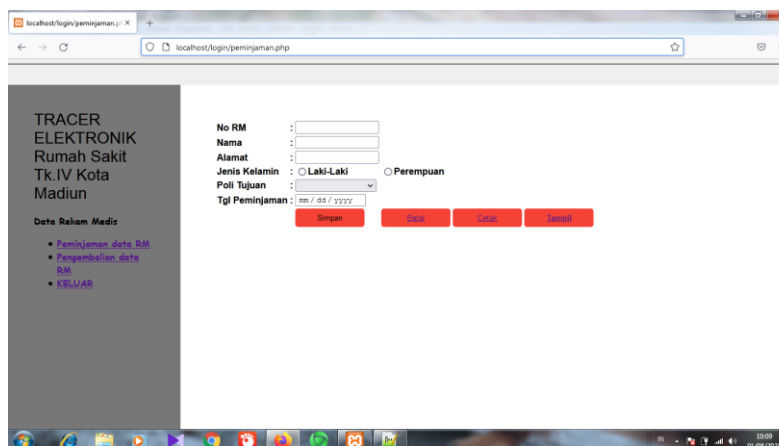 localhost/login/peminjaman.p
localhost/login/peminjaman.php
TRACER
ELEKTRONIK
Rumah Sakit
Tk.IV Kota
Madiun
Data Rekam Medis
Peminjaman data RM
Pengembalian data
RM
KELUAR
No RM :
Nama :
Alamat :
Jenis Kelamin : Laki-Laki Perempuan
Poli Tujuan :
Tgl Peminjaman : mm / dd / yyyy
Simpan Batal Cetak Tampil
IN 10:09